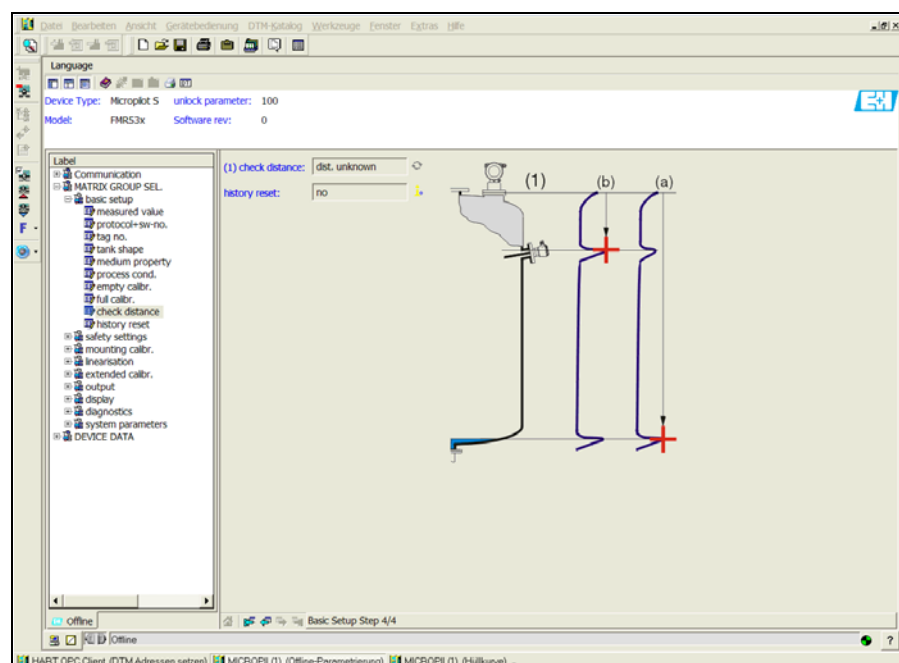 Datei Bearbeiten Ansicht Gerätebedienung DTM-Katalog Werkzeuge Fenster Extras Hilfe
Language
Device Type: Micropilot S unlock parameter: 100
Model: FMR53x Software rev: 0
E+H
Label
Communication
MATRIX GROUP SEL.
basic setup
measured value
protocol+sw-no.
tag no.
tank shape
medium property
process cond.
empty calibr.
full calibr.
check distance
history reset
safety settings
mounting calibr.
linearisation
extended calibr.
output
display
diagnostics
system parameters
DEVICE DATA
(1) check distance: dist. unknown
history reset: no
(1) (b) (a)
F
Offline
Basic Setup Step 4/4
Offline
?
HART OPC Client (DTM Adressen setzen) MICROPIL(1) (Offline-Parametrierung) MICROPIL(1) (Hüllkurve)